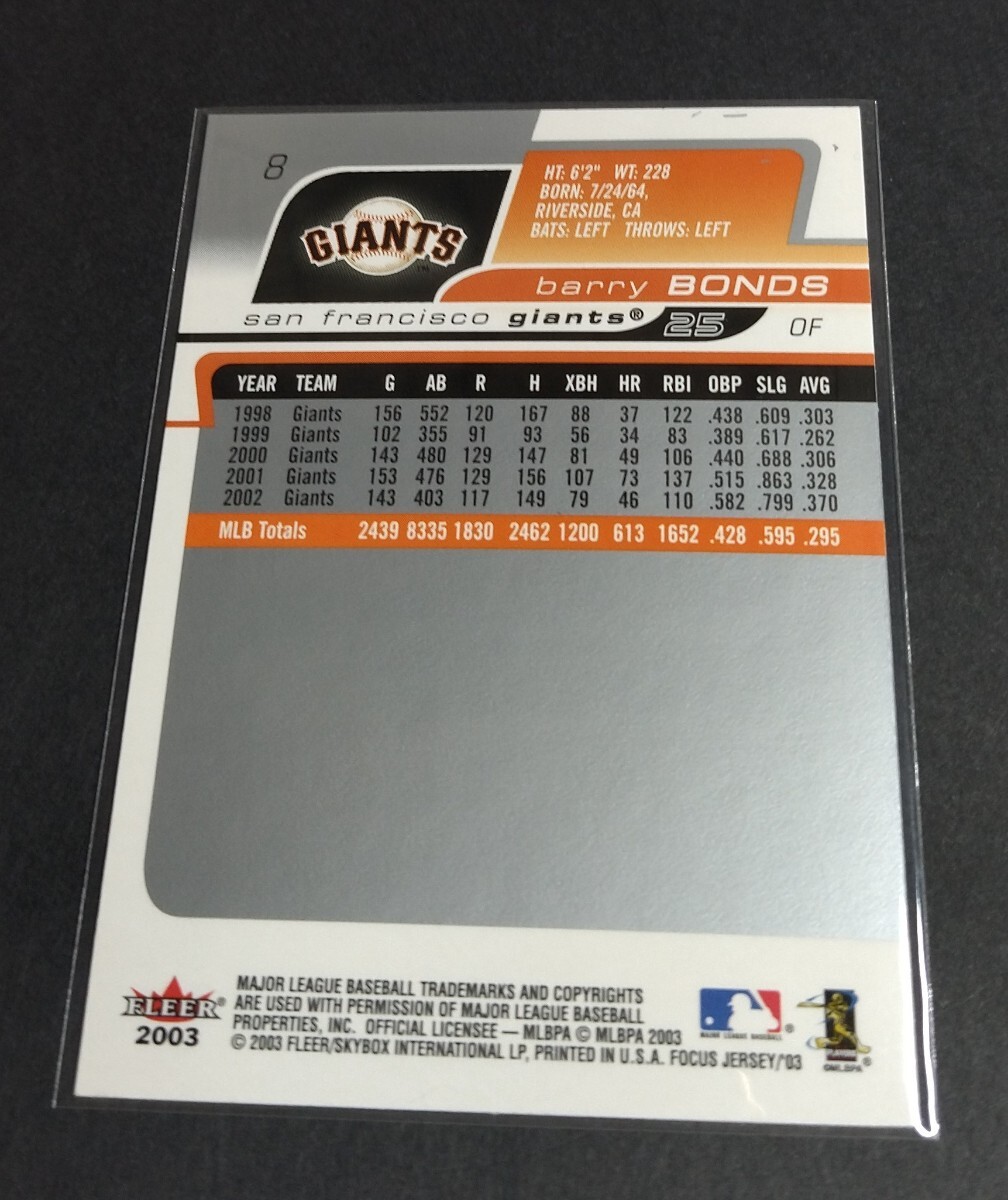 8
GIANTS™
HT: 6'2" WT: 228
BORN: 7/24/64,
RIVERSIDE, CA
BATS: LEFT THROWS: LEFT
barry BONDS
san francisco giants® 25 OF
YEAR TEAM G AB R H XBH HR RBI OBP SLG AVG
1998 Giants 156 552 120 167 88 37 122 .438 .609 .303
1999 Giants 102 355 91 93 56 34 83 .389 .617 .262
2000 Giants 143 480 129 147 81 49 106 .440 .688 .306
2001 Giants 153 476 129 156 107 73 137 .515 .863 .328
2002 Giants 143 403 117 149 79 46 110 .582 .799 .370
MLB Totals 2439 8335 1830 2462 1200 613 1652 .428 .595 .295
FLEER®
2003
MAJOR LEAGUE BASEBALL TRADEMARKS AND COPYRIGHTS
ARE USED WITH PERMISSION OF MAJOR LEAGUE BASEBALL
PROPERTIES, INC. OFFICIAL LICENSEE — MLBPA © MLBPA 2003
© 2003 FLEER/SKYBOX INTERNATIONAL LP, PRINTED IN U.S.A. FOCUS JERSEY/'03
MAJOR LEAGUE BASEBALL ®
PLAYERS
©MLBPA ®